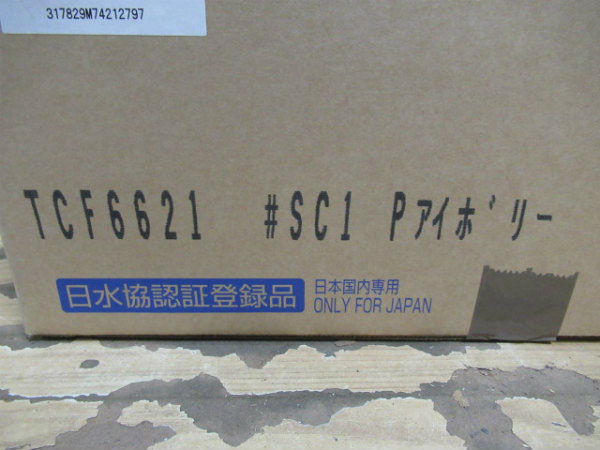 317829M74212797
TCF6621 #SC1 Pアイボリー
日水協認証登録品
日本国内専用
ONLY FOR JAPAN